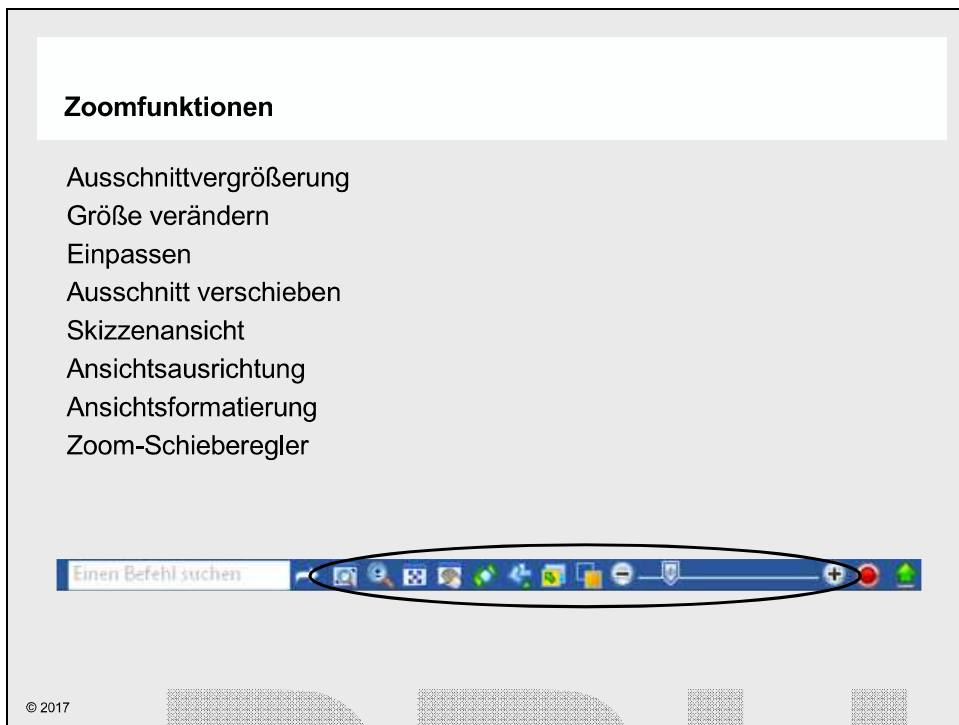 Zoomfunktionen
Ausschnittvergrößerung
Größe verändern
Einpassen
Ausschnitt verschieben
Skizzenansicht
Ansichtsausrichtung
Ansichtsformatierung
Zoom-Schieberegler
Einen Befehl suchen
© 2017